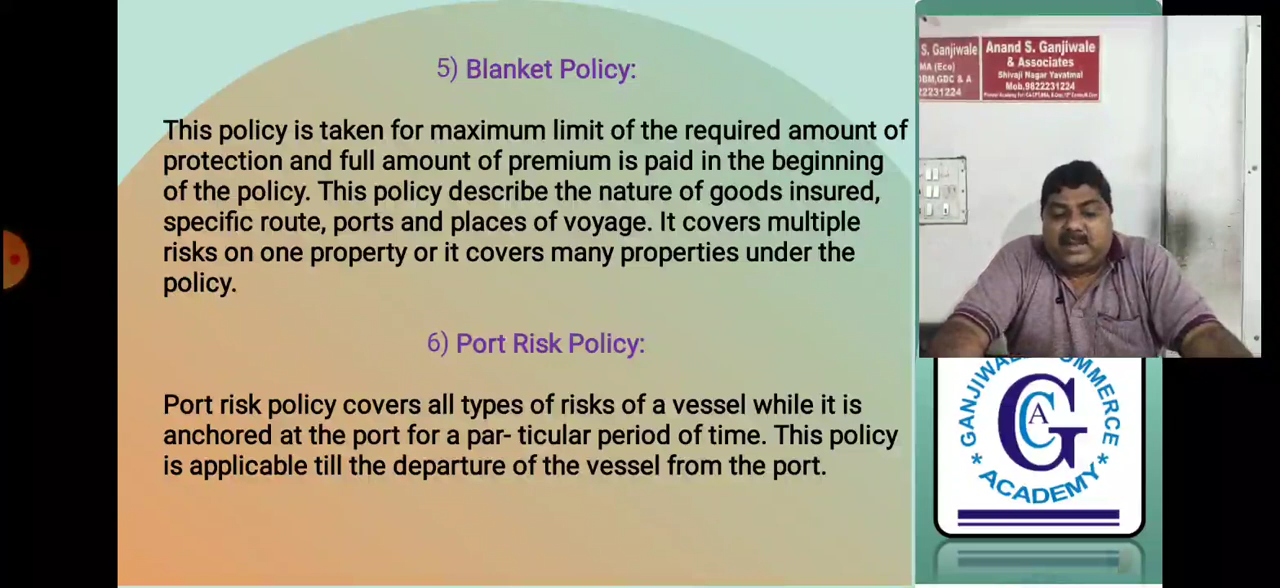 5) Blanket Policy:
This policy is taken for maximum limit of the required amount of
protection and full amount of premium is paid in the beginning
of the policy. This policy describe the nature of goods insured,
specific route, ports and places of voyage. It covers multiple
risks on one property or it covers many properties under the
policy.
6) Port Risk Policy:
Port risk policy covers all types of risks of a vessel while it is
anchored at the port for a par- ticular period of time. This policy
is applicable till the departure of the vessel from the port.
S. Ganjiwale
MA (Eco)
DBM,GDC & A
22231224
Anand S. Ganjiwale
& Associates
Shivaji Nagar Yavatmal
Mob.9822231224
GANJIWALE COMMERCE
ACADEMY
G
C
A